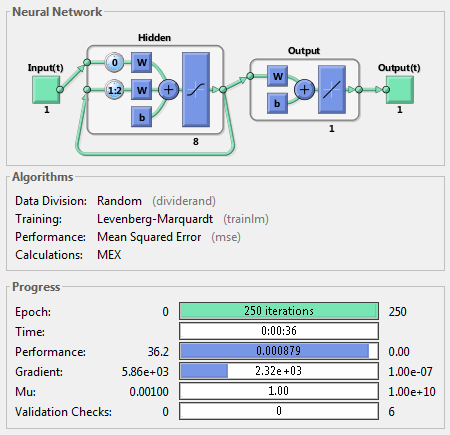 Neural Network
Hidden
Output
Input(t)
Output(t)
0
W
1:2
W
b
+
W
b
+
1
8
1
1
Algorithms
Data Division: Random (dividerand)
Training: Levenberg-Marquardt (trainlm)
Performance: Mean Squared Error (mse)
Calculations: MEX
Progress
Epoch: 0 250 iterations 250
Time: 0:00:36
Performance: 36.2 0.000879 0.00
Gradient: 5.86e+03 2.32e+03 1.00e-07
Mu: 0.00100 1.00 1.00e+10
Validation Checks: 0 0 6